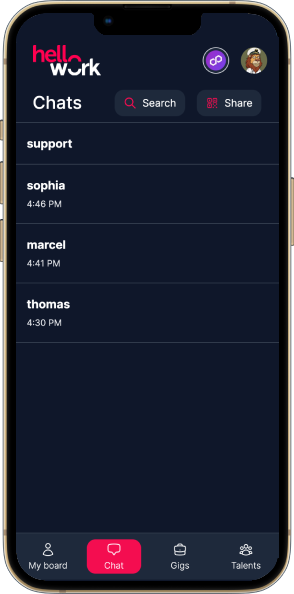 hello
work
Chats
Search
Share
support
sophia
4:46 PM
marcel
4:41 PM
thomas
4:30 PM
My board
Chat
Gigs
Talents